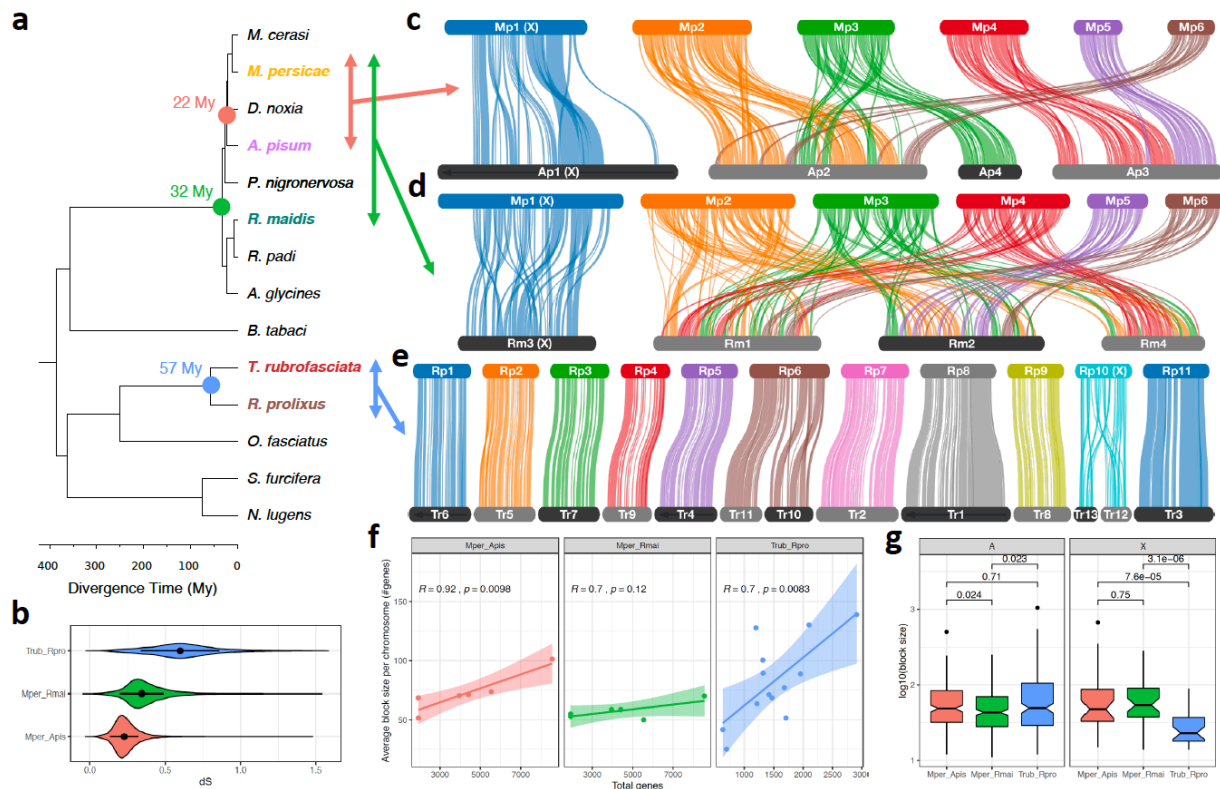 a
M. cerasi
M. persicae
D. noxia
A. pisum
P. nigronervosa
R. maidis
R. padi
A. glycines
B. tabaci
T. rubrofasciata
R. prolixus
O. fasciatus
S. furcifera
N. lugens
22 My
32 My
57 My
400 300 200 100 0
Divergence Time (My)
b
Trub_Rpro
Mper_Rmai
Mper_Apis
0.0 0.5 1.0 1.5
dS
c
Mp1 (X) Mp2 Mp3 Mp4 Mp5 Mp6
Ap1 (X) Ap2 Ap4 Ap3
d
Mp1 (X) Mp2 Mp3 Mp4 Mp5 Mp6
Rm3 (X) Rm1 Rm2 Rm4
e
Rp1 Rp2 Rp3 Rp4 Rp5 Rp6 Rp7 Rp8 Rp9 Rp10 (X) Rp11
Tr6 Tr5 Tr7 Tr9 Tr4 Tr11 Tr10 Tr2 Tr1 Tr8 Tr13 Tr12 Tr3
f
Mper_Apis Mper_Rmai Trub_Rpro
R = 0.92 , p = 0.0098 R = 0.7 , p = 0.12 R = 0.7 , p = 0.0083
Average block size per chromosome (#genes)
150
100
50
3000 5000 7000 3000 5000 7000 1000 1500 2000 2500
Total genes
g
A X
0.023 3.1e-06
0.71 7.6e-05
0.024 0.75
log10(block size)
3
2
1
Mper_Apis Mper_Rmai Trub_Rpro Mper_Apis Mper_Rmai Trub_Rpro